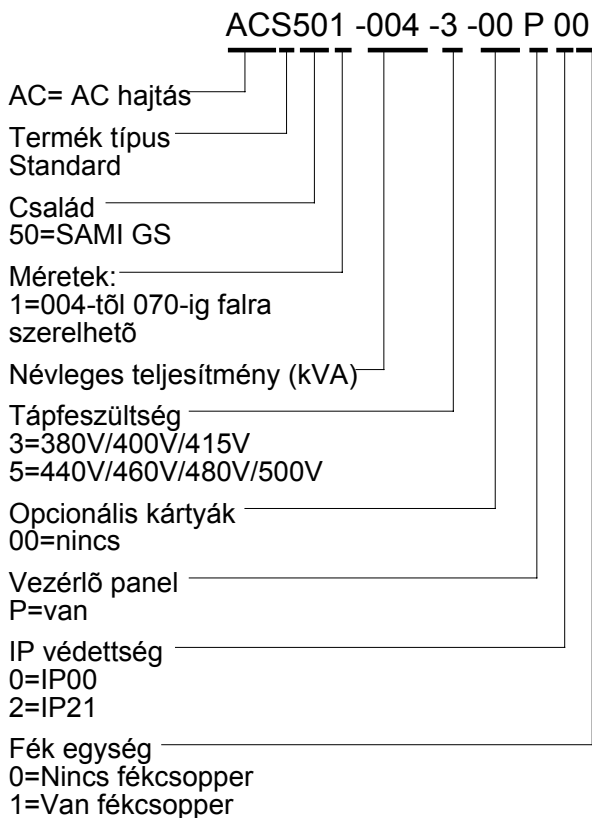 ACS501 -004 -3 -00 P 00
AC= AC hajtás
Termék típus
Standard
Család
50=SAMI GS
Méretek:
1=004-tõl 070-ig falra
szerelhetõ
Névleges teljesítmény (kVA)
Tápfeszültség
3=380V/400V/415V
5=440V/460V/480V/500V
Opcionális kártyák
00=nincs
Vezérlõ panel
P=van
IP védettség
0=IP00
2=IP21
Fék egység
0=Nincs fékcsopper
1=Van fékcsopper